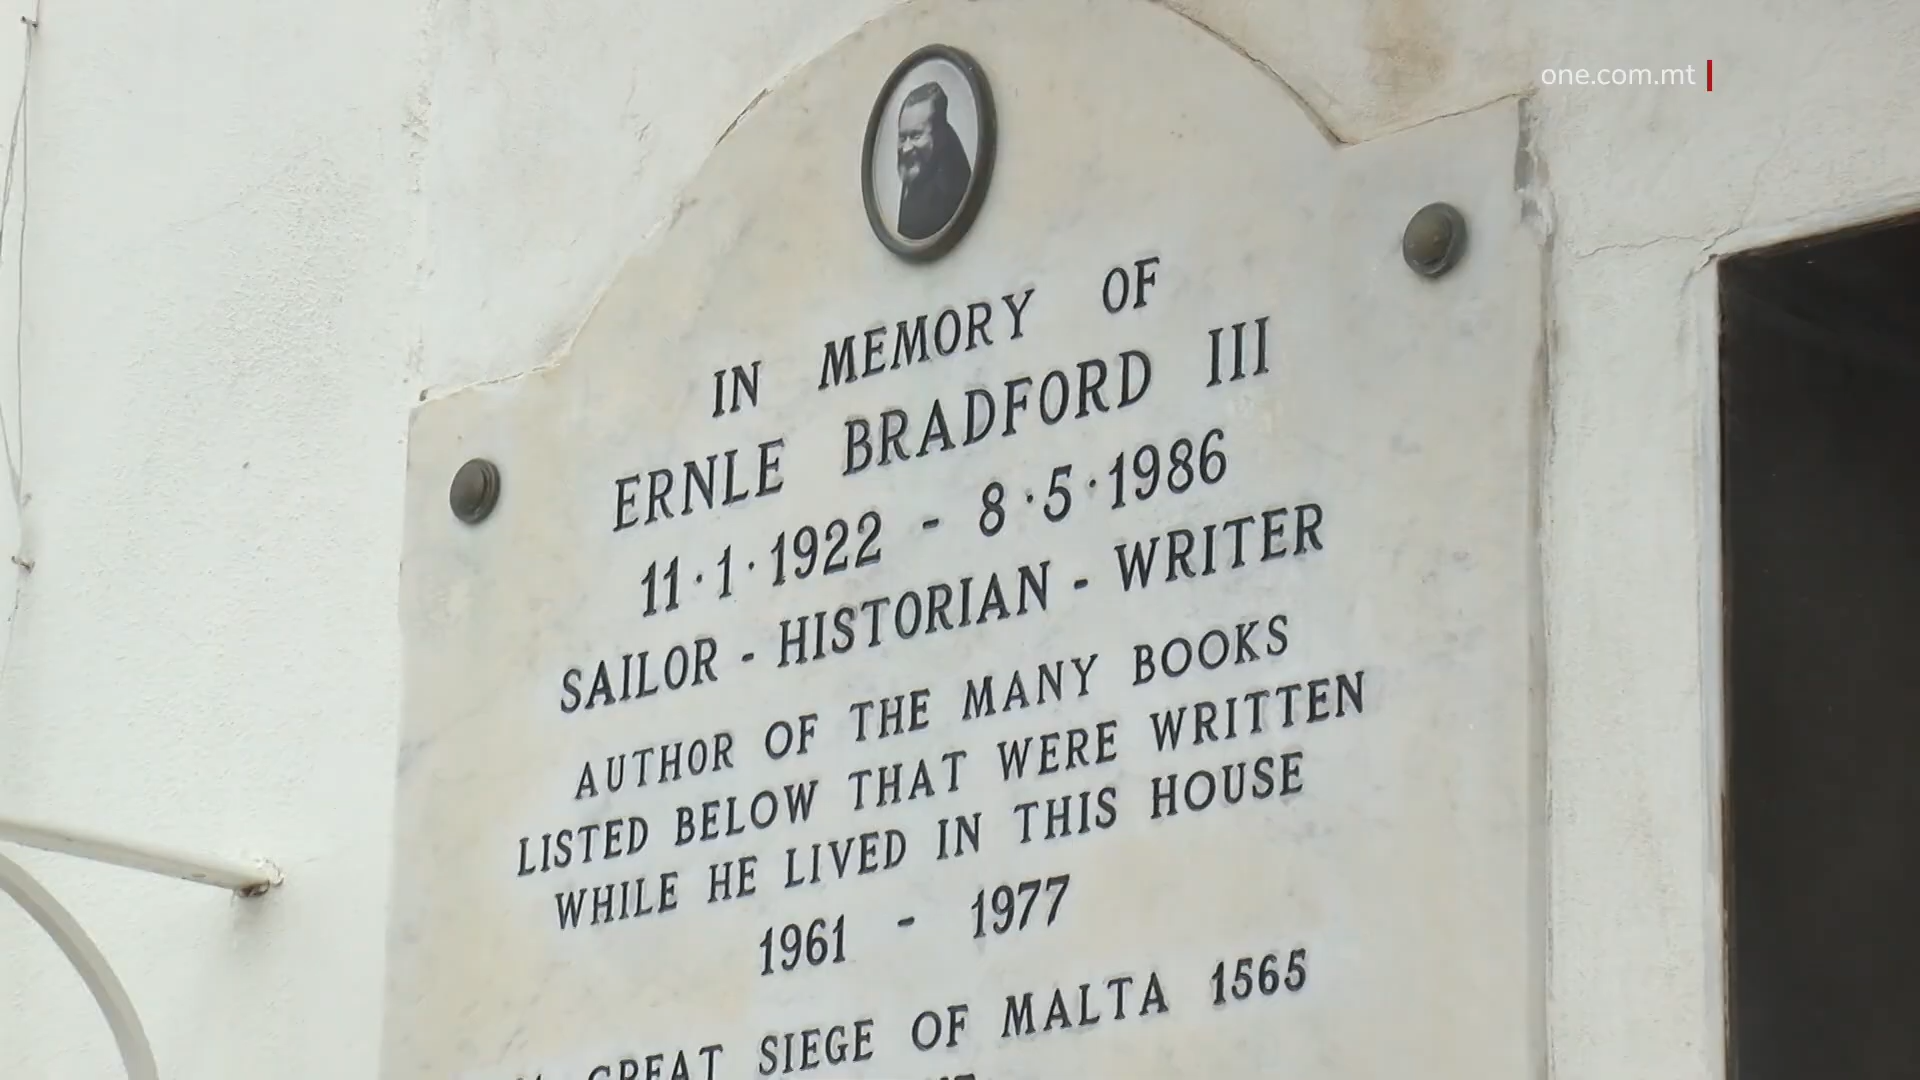 one.com.mt
IN MEMORY OF
ERNLE BRADFORD III
11·1·1922 - 8·5·1986
SAILOR - HISTORIAN - WRITER
AUTHOR OF THE MANY BOOKS
LISTED BELOW THAT WERE WRITTEN
WHILE HE LIVED IN THIS HOUSE
1961 - 1977
GREAT SIEGE OF MALTA 1565